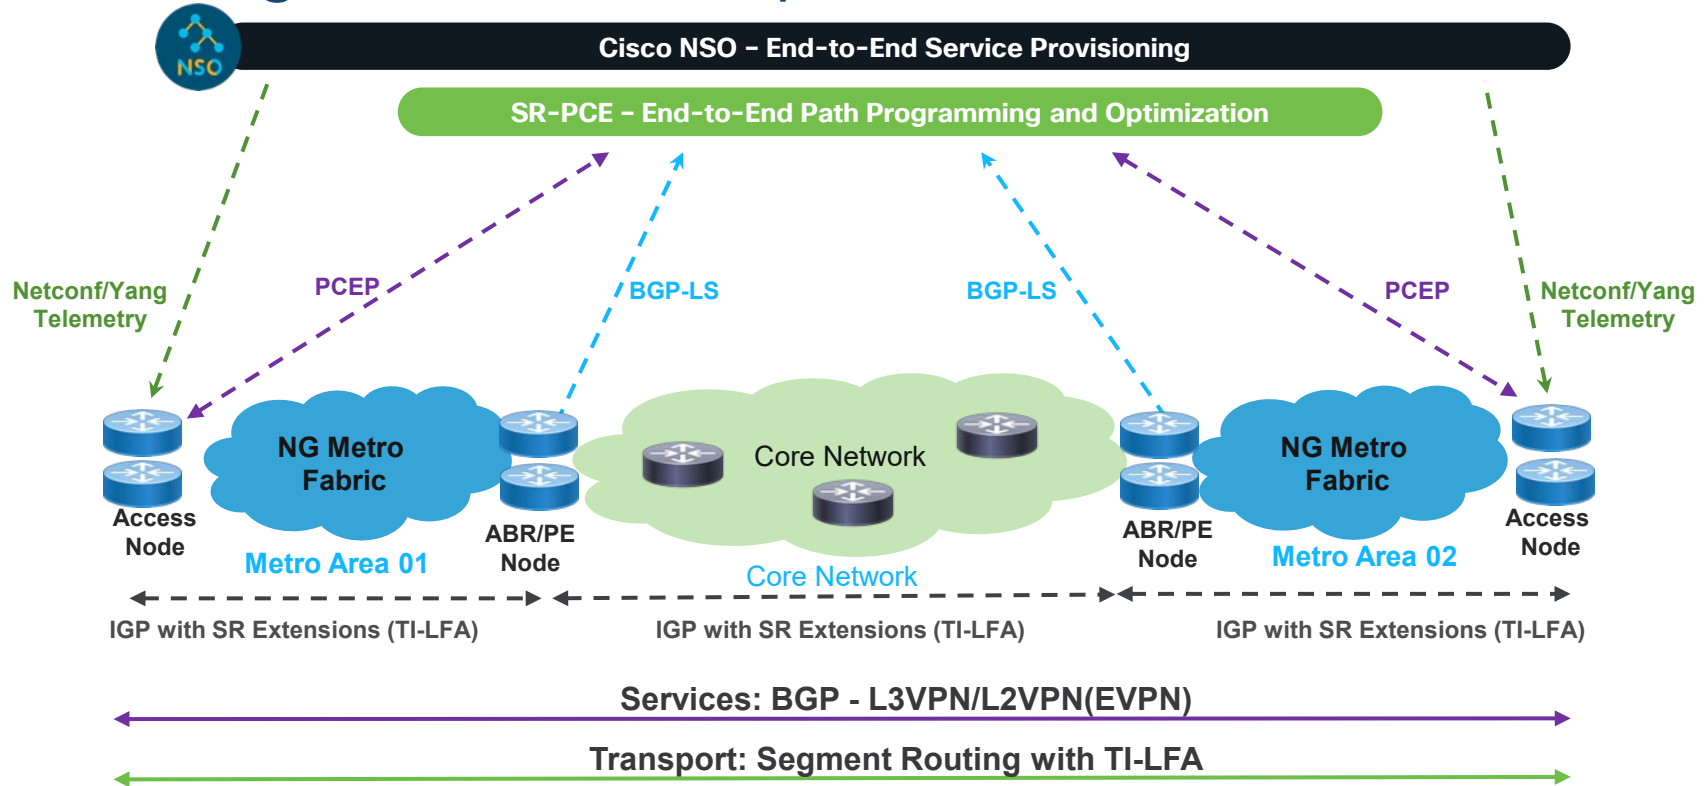 Cisco NSO – End-to-End Service Provisioning
NSO
SR-PCE – End-to-End Path Programming and Optimization
Netconf/Yang
Telemetry
PCEP
BGP-LS
BGP-LS
PCEP
Netconf/Yang
Telemetry
NG Metro
Fabric
Core Network
NG Metro
Fabric
Access
Node
ABR/PE
Node
ABR/PE
Node
Access
Node
Metro Area 01
Core Network
Metro Area 02
IGP with SR Extensions (TI-LFA)
IGP with SR Extensions (TI-LFA)
IGP with SR Extensions (TI-LFA)
Services: BGP - L3VPN/L2VPN(EVPN)
Transport: Segment Routing with TI-LFA